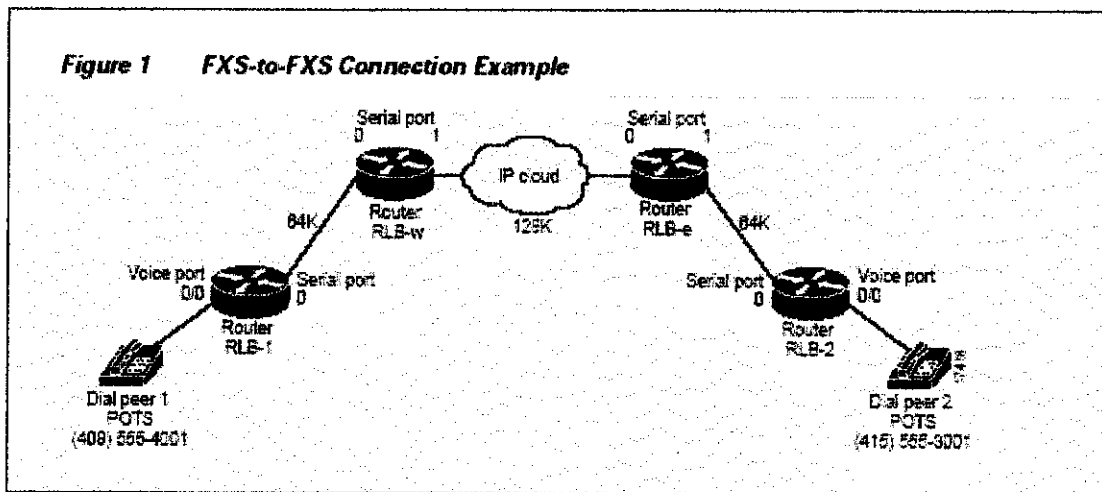 Figure 1 FXS-to-FXS Connection Example
Serial port
0 1
Serial port
0 1
IP cloud
Router
RLB-w
128K
Router
RLB-e
64K
64K
Voice port
0/0
Serial port
0
Serial port
0
Voice port
0/0
Router
RLB-1
Router
RLB-2
Dial peer 1
POTS
(409) 555-4001
Dial peer 2
POTS
(415) 555-3001